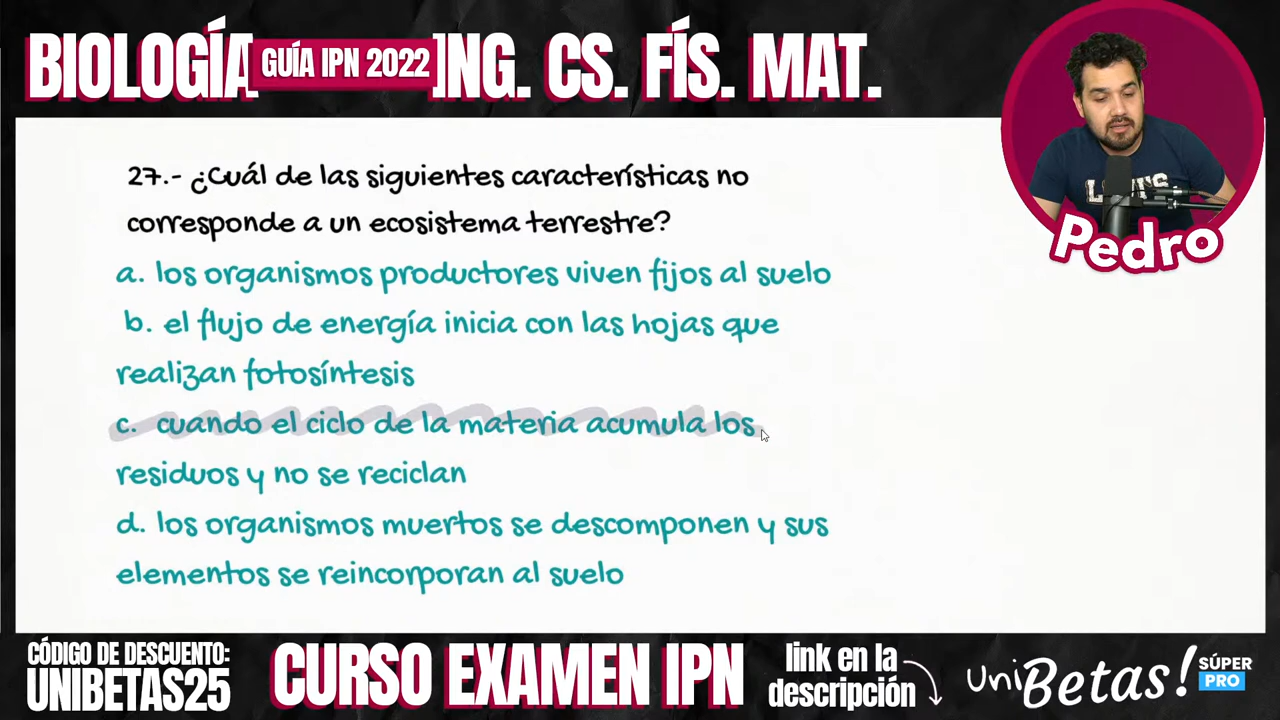 BIOLOGÍA GUÍA IPN 2022 ING. CS. FÍS. MAT.
27.- ¿Cuál de las siguientes características no
corresponde a un ecosistema terrestre?
a. los organismos productores viven fijos al suelo
b. el flujo de energía inicia con las hojas que
realizan fotosíntesis
c. cuando el ciclo de la materia acumula los
residuos y no se reciclan
d. los organismos muertos se descomponen y sus
elementos se reincorporan al suelo
Pedro
CÓDIGO DE DESCUENTO:
UNIBETAS25
CURSO EXAMEN IPN
link en la
descripción
uniBetas!
SÚPER
PRO